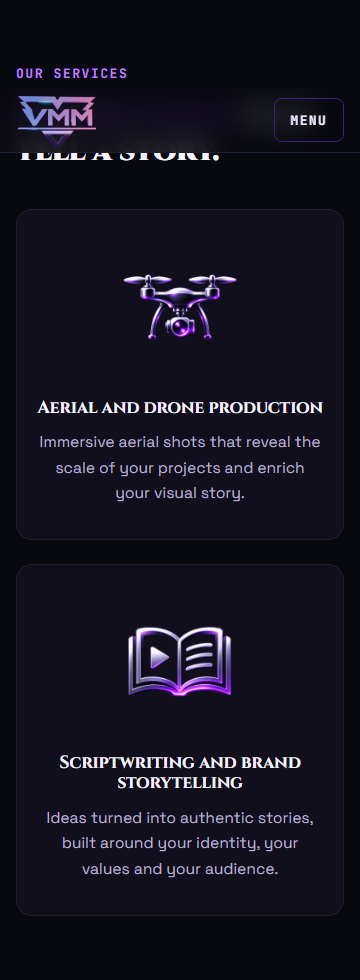 OUR SERVICES
VMM
MENU
TELL A STORY.
Aerial and drone production
Immersive aerial shots that reveal the
scale of your projects and enrich
your visual story.
Scriptwriting and brand
storytelling
Ideas turned into authentic stories,
built around your identity, your
values and your audience.